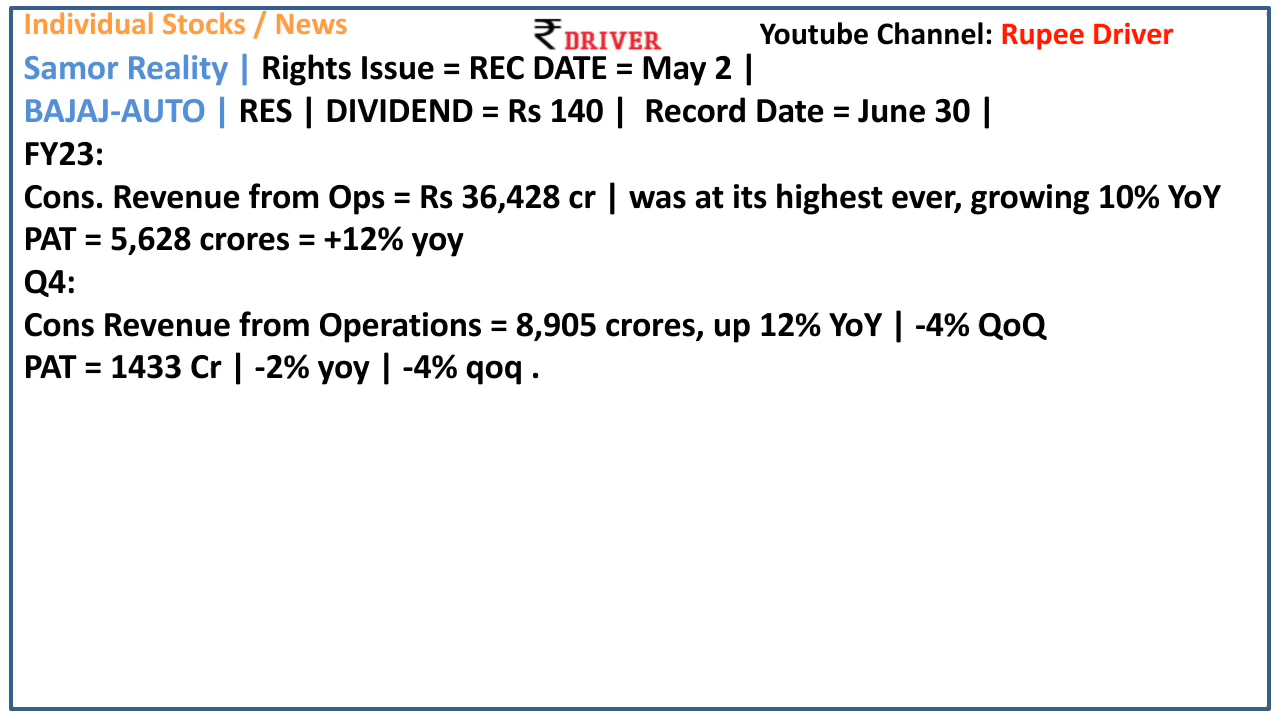 Individual Stocks / News
₹ DRIVER
Youtube Channel: Rupee Driver
Samor Reality | Rights Issue = REC DATE = May 2 |
BAJAJ-AUTO | RES | DIVIDEND = Rs 140 | Record Date = June 30 |
FY23:
Cons. Revenue from Ops = Rs 36,428 cr | was at its highest ever, growing 10% YoY
PAT = 5,628 crores = +12% yoy
Q4:
Cons Revenue from Operations = 8,905 crores, up 12% YoY | -4% QoQ
PAT = 1433 Cr | -2% yoy | -4% qoq .